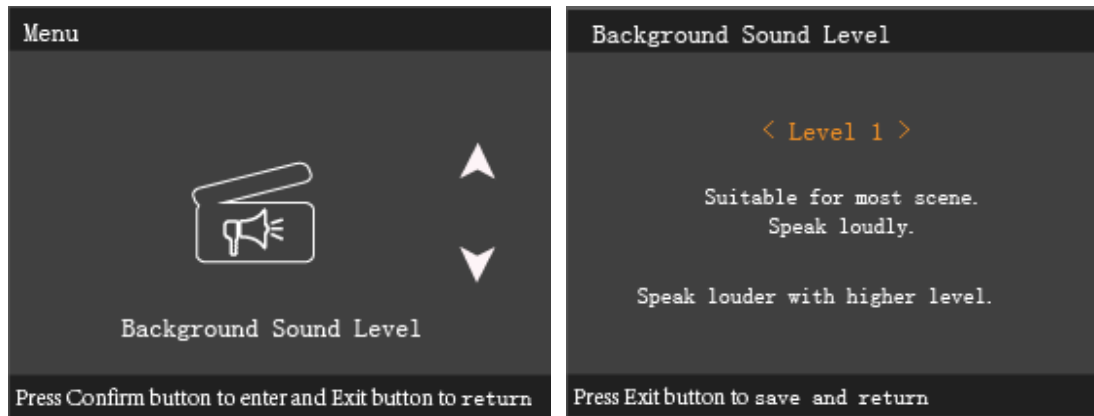 Menu
Background Sound Level
Press Confirm button to enter and Exit button to return
Background Sound Level
< Level 1 >
Suitable for most scene.
Speak loudly.
Speak louder with higher level.
Press Exit button to save and return